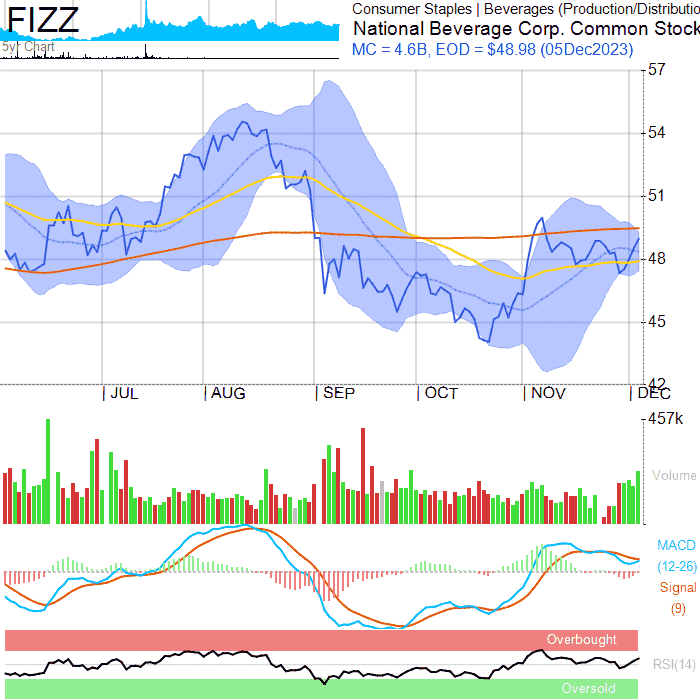 FIZZ
5yr Chart
Consumer Staples | Beverages (Production/Distributio
National Beverage Corp. Common Stock
MC = 4.6B, EOD = $48.98 (05Dec2023)
57
54
51
48
45
42
JUL AUG SEP OCT NOV DEC
457k
Volume
MACD
(12-26)
Signal
(9)
Overbought
RSI(14)
Oversold